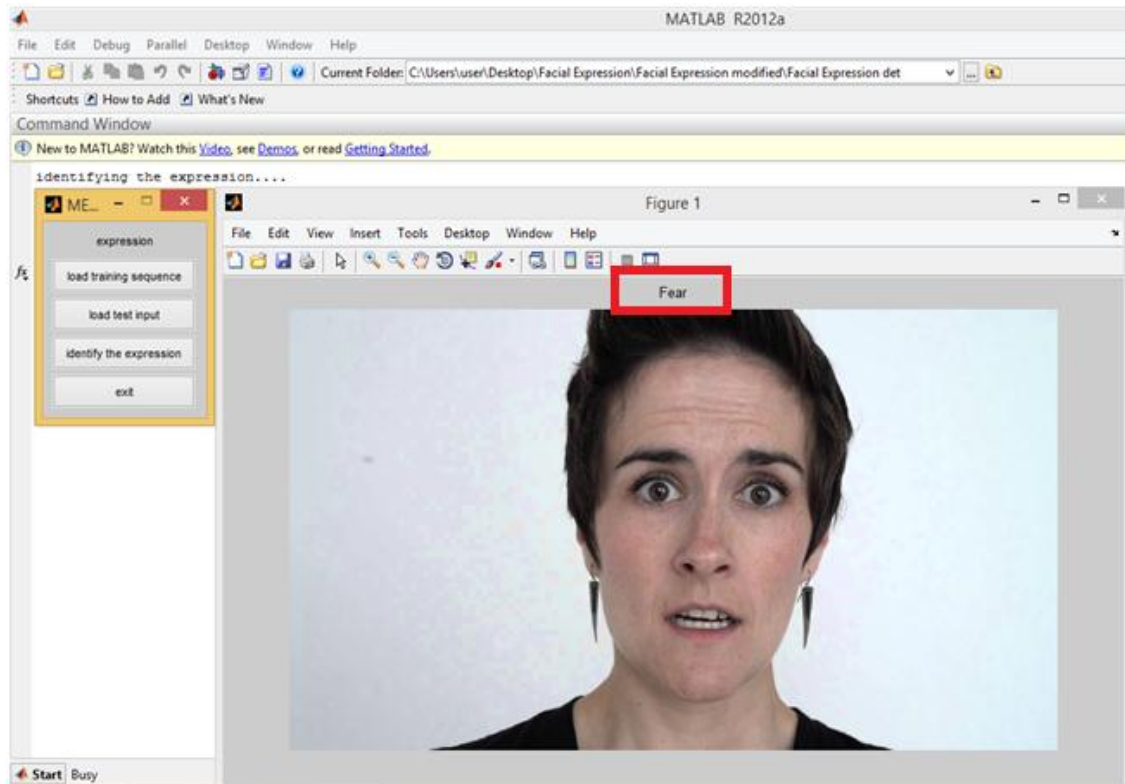 MATLAB R2012a
File Edit Debug Parallel Desktop Window Help
Current Folder: C:\Users\user\Desktop\Facial Expression\Facial Expression modified\Facial Expression det
Shortcuts How to Add What's New
Command Window
New to MATLAB? Watch this Video, see Demos, or read Getting Started.
identifying the expression....
ME...
expression
load training sequence
load test input
identify the expression
exit
fx
Figure 1
File Edit View Insert Tools Desktop Window Help
Fear
Start Busy